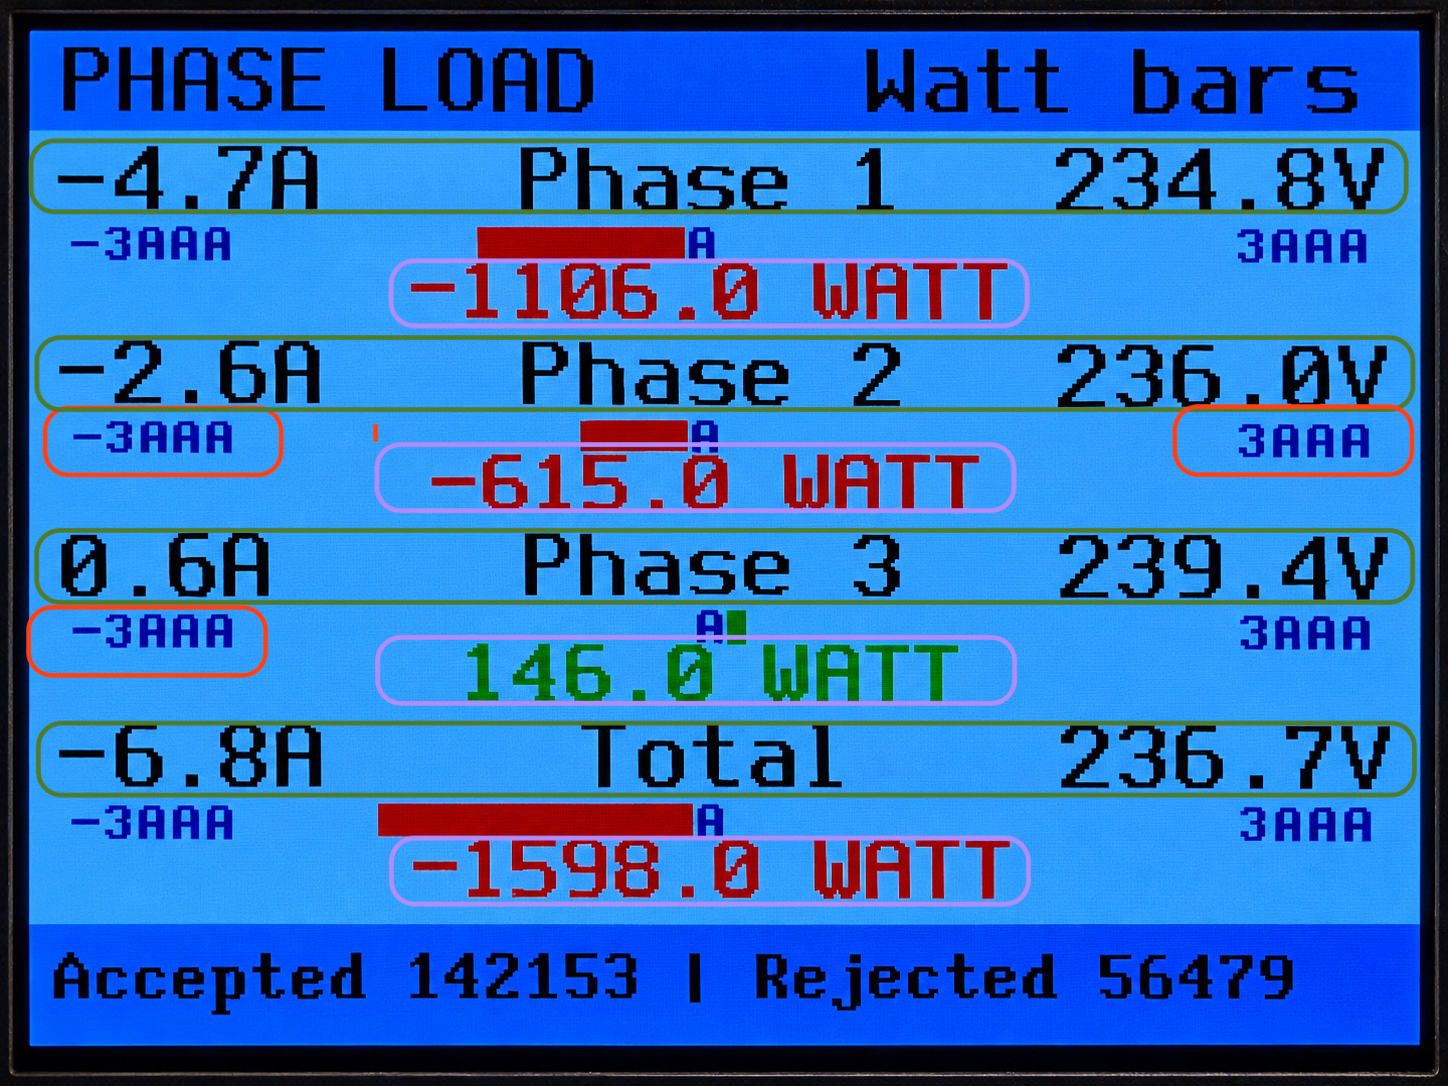 PHASE LOAD Watt bars
-4.7A Phase 1 234.8V
-3AAA A 3AAA
-1106.0 WATT
-2.6A Phase 2 236.0V
-3AAA A 3AAA
-615.0 WATT
0.6A Phase 3 239.4V
-3AAA A 3AAA
146.0 WATT
-6.8A Total 236.7V
-3AAA A 3AAA
-1598.0 WATT
Accepted 142153 | Rejected 56479